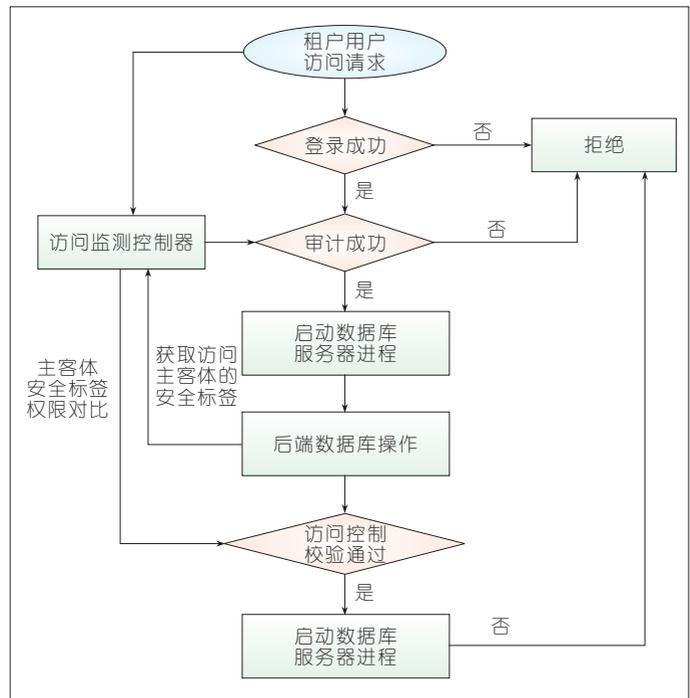 租户用户
访问请求
登录成功
否
拒绝
是
访问监测控制器
审计成功
否
是
启动数据库
服务器进程
主客体
安全标签
权限对比
获取访问
主客体的
安全标签
后端数据库操作
访问控制
校验通过
是
启动数据库
服务器进程
否